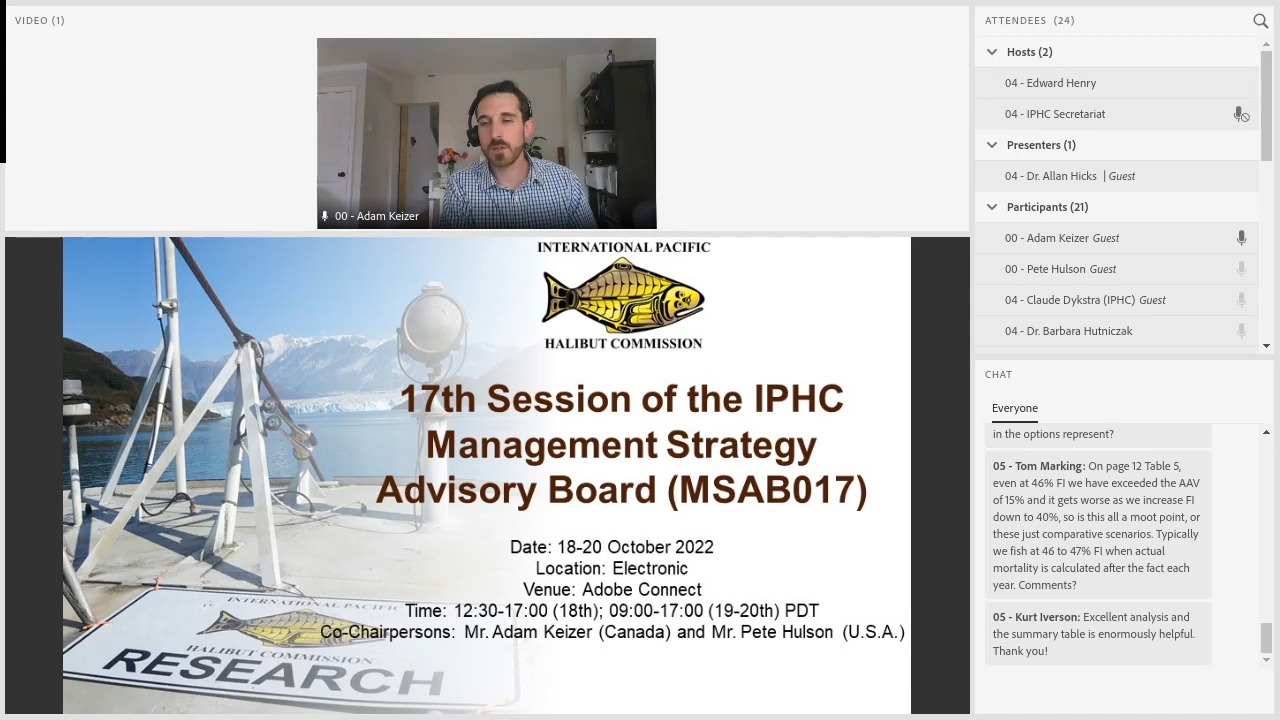 VIDEO (1)
00 - Adam Keizer
INTERNATIONAL PACIFIC
HALIBUT COMMISSION
17th Session of the IPHC
Management Strategy
Advisory Board (MSAB017)
Date: 18-20 October 2022
Location: Electronic
Venue: Adobe Connect
Time: 12:30-17:00 (18th); 09:00-17:00 (19-20th) PDT
Co-Chairpersons: Mr. Adam Keizer (Canada) and Mr. Pete Hulson (U.S.A.)
INTERNATIONAL PACIFIC
HALIBUT COMMISSION
RESEARCH
ATTENDEES (24)
Hosts (2)
04 - Edward Henry
04 - IPHC Secretariat
Presenters (1)
04 - Dr. Allan Hicks | Guest
Participants (21)
00 - Adam Keizer Guest
00 - Pete Hulson Guest
04 - Claude Dykstra (IPHC) Guest
04 - Dr. Barbara Hutniczak
CHAT
Everyone
in the options represent?
05 - Tom Marking: On page 12 Table 5,
even at 46% FI we have exceeded the AAV
of 15% and it gets worse as we increase FI
down to 40%, so is this all a moot point, or
are these just comparative scenarios. Typically
we fish at 46 to 47% FI when actual
mortality is calculated after the fact each
year. Comments?
05 - Kurt Iverson: Excellent analysis and
the summary table is enormously helpful.
Thank you!